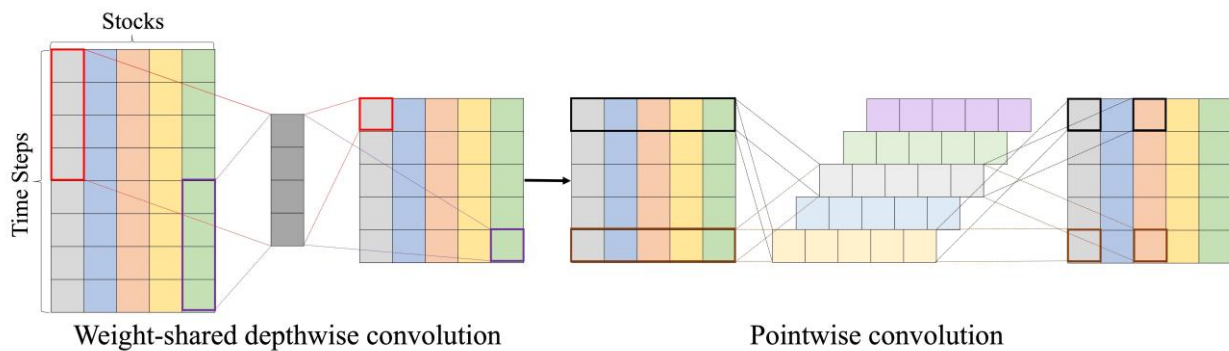 Stocks
Time Steps
Weight-shared depthwise convolution
Pointwise convolution